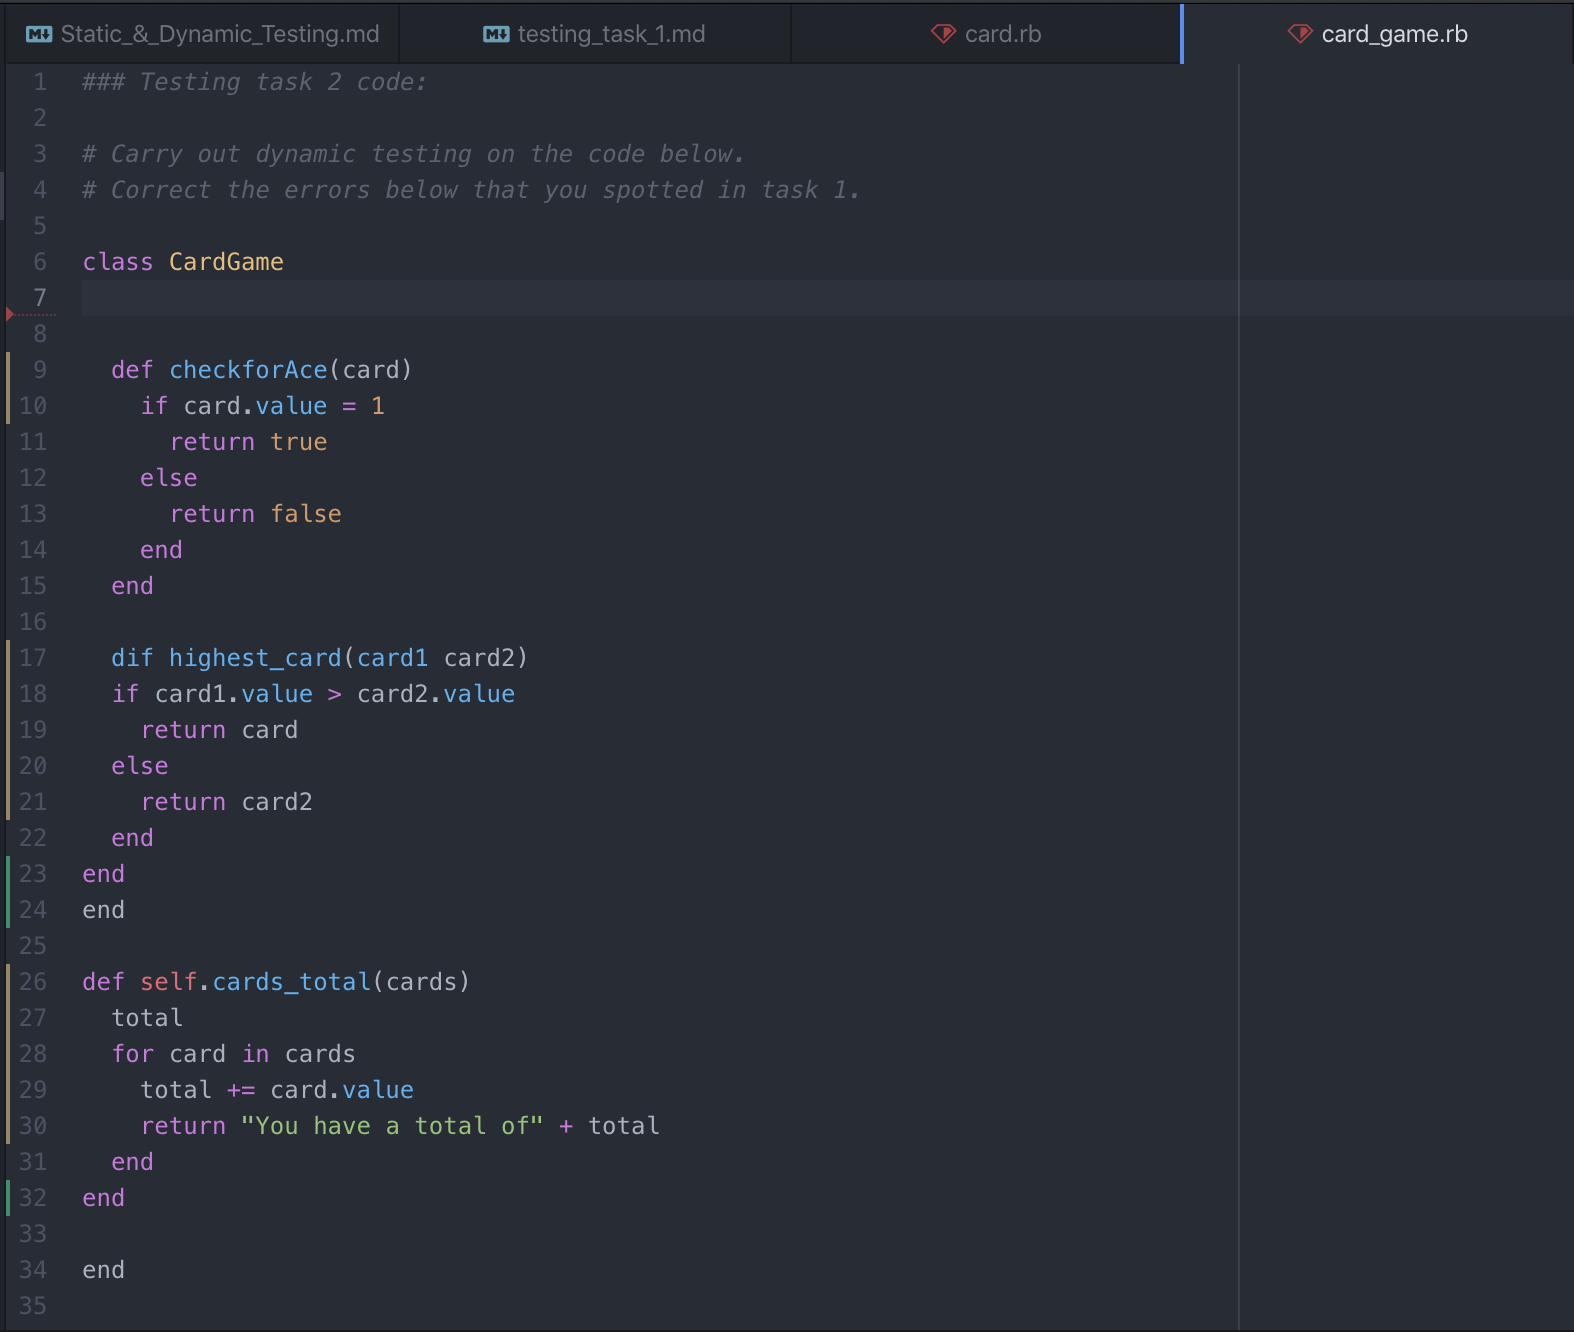 Static_&_Dynamic_Testing.md testing_task_1.md card.rb card_game.rb
1 ### Testing task 2 code:
2
3 # Carry out dynamic testing on the code below.
4 # Correct the errors below that you spotted in task 1.
5
6 class CardGame
7
8
9   def checkforAce(card)
10     if card.value = 1
11       return true
12     else
13       return false
14     end
15   end
16
17   dif highest_card(card1 card2)
18   if card1.value > card2.value
19     return card
20   else
21     return card2
22   end
23 end
24 end
25
26 def self.cards_total(cards)
27   total
28   for card in cards
29     total += card.value
30     return "You have a total of" + total
31   end
32 end
33
34 end
35